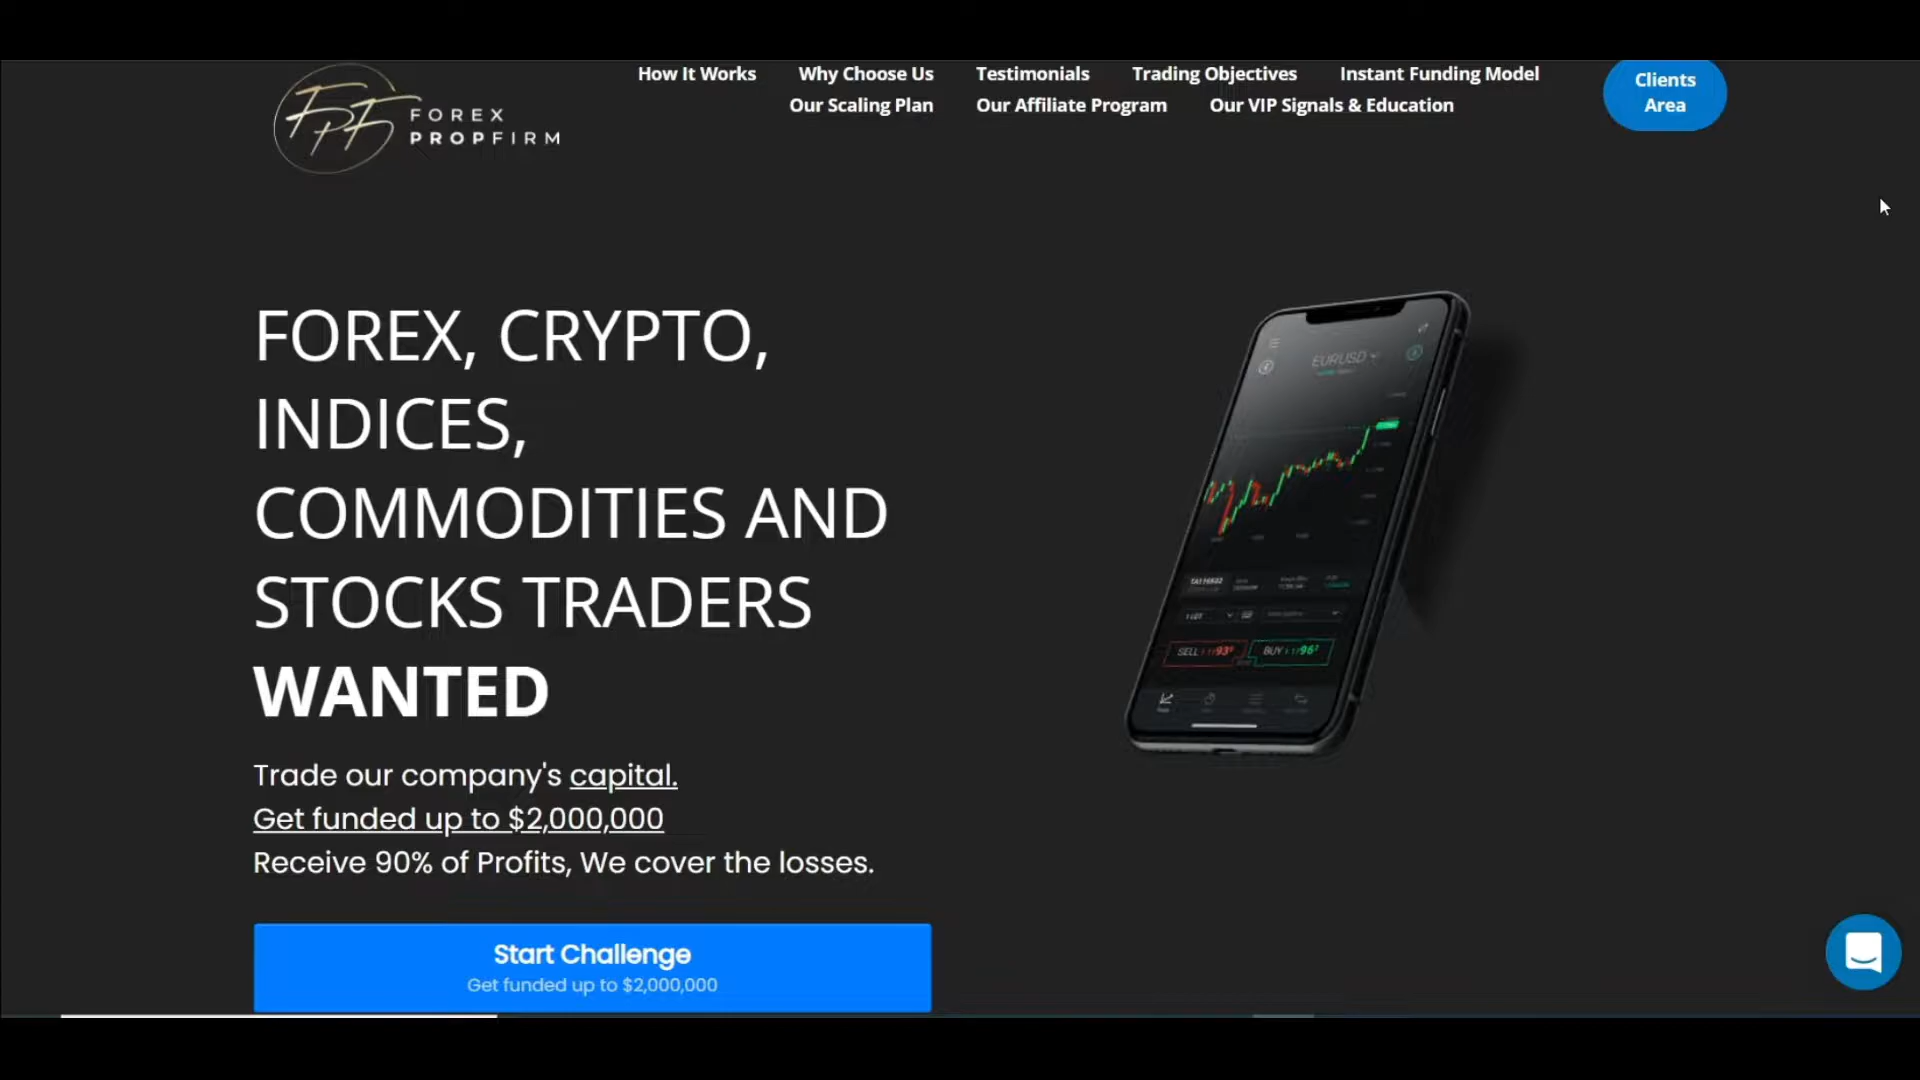 FOREX
PROPFIRM
How It Works
Why Choose Us
Testimonials
Trading Objectives
Instant Funding Model
Our Scaling Plan
Our Affiliate Program
Our VIP Signals & Education
Clients
Area
FOREX, CRYPTO,
INDICES,
COMMODITIES AND
STOCKS TRADERS
WANTED
Trade our company's capital.
Get funded up to $2,000,000
Receive 90% of Profits, We cover the losses.
Start Challenge
Get funded up to $2,000,000
EURUSD
1 LOT
SELL
BUY